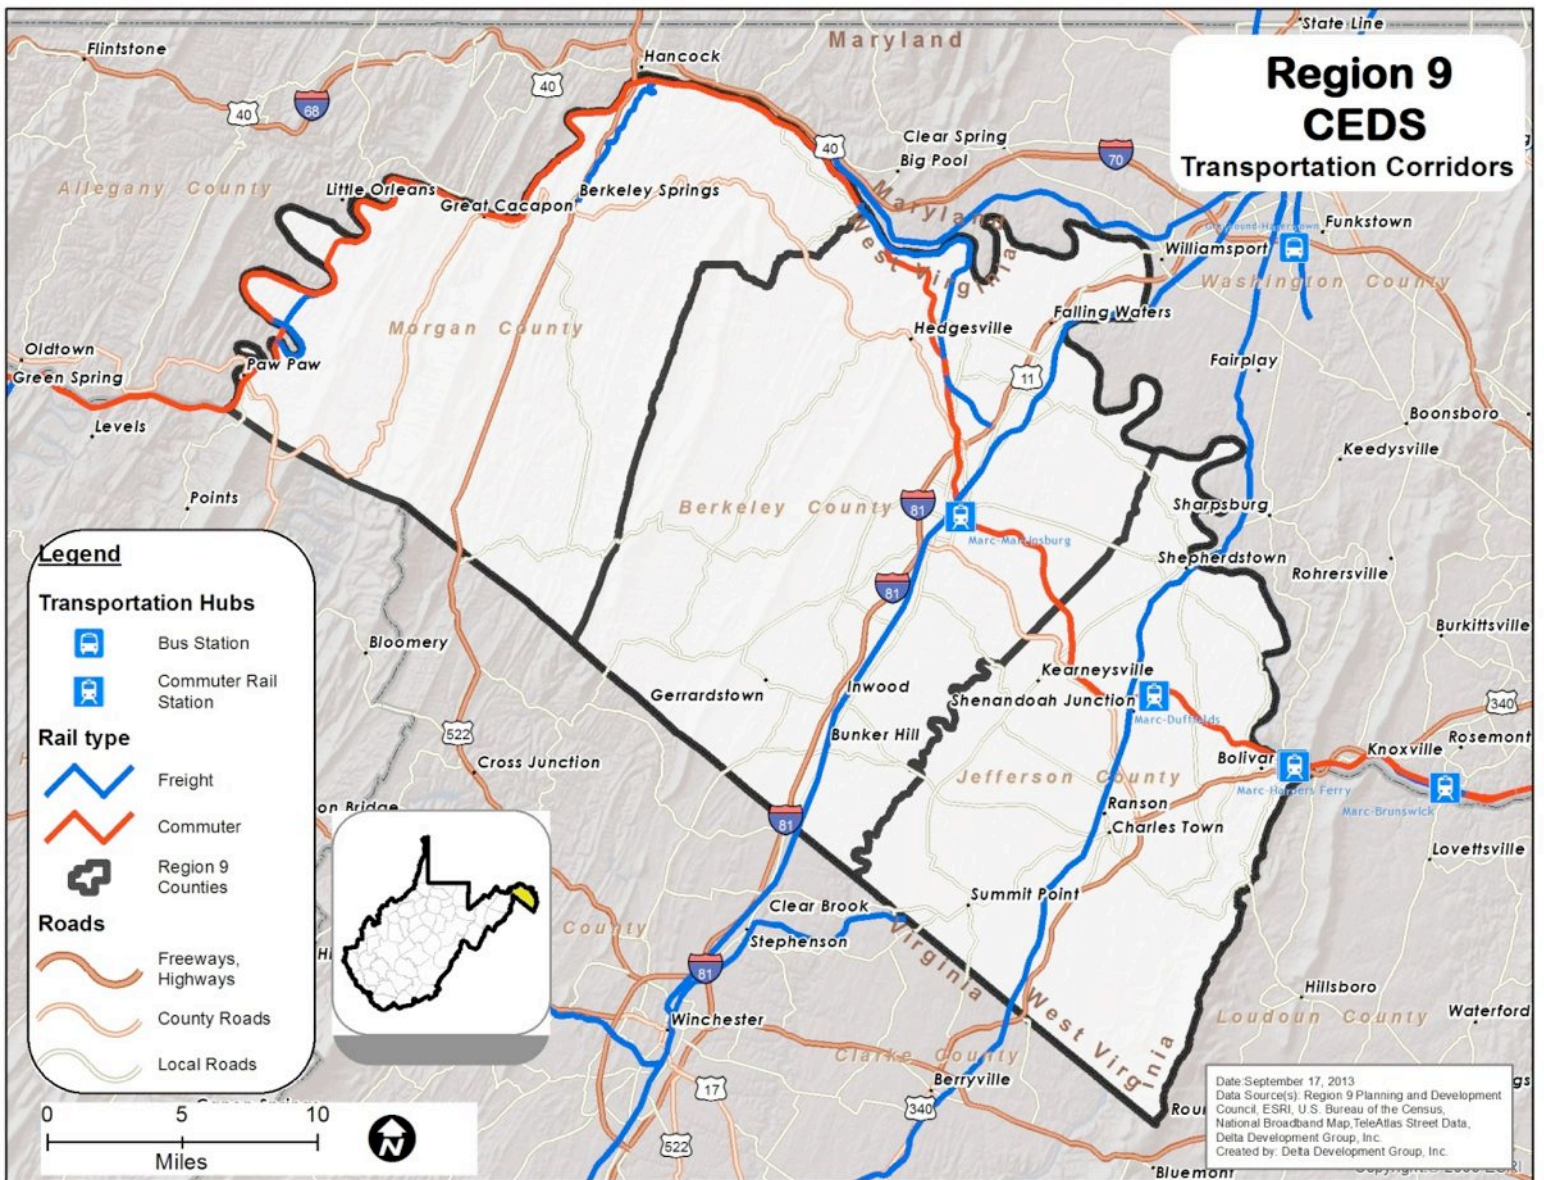 Region 9
CEDS
Transportation Corridors
State Line
Maryland
Flintstone
Hancock
40
40
68
40
Clear Spring
Big Pool
70
Allegany County
Little Orleans
Great Cacapon
Berkeley Springs
Maryland
West Virginia
Funkstown
Williamsport
Washington County
Morgan County
Hedgesville
Falling Waters
Oldtown
Green Spring
Paw Paw
Fairplay
11
Levels
Boonsboro
Keedysville
Points
Berkeley County
81
Sharpsburg
Marc-Martinsburg
Shepherdstown
Rohrersville
81
Burkittsville
Bloomery
Kearneysville
Gerrardstown
Inwood
Shenandoah Junction
Marc-Duffields
340
522
Bunker Hill
Cross Junction
Bolivar
Knoxville
Rosemont
Jefferson County
Marc-Harpers Ferry
Marc-Brunswick
on Bridge
Ranson
81
Charles Town
Lovettsville
Summit Point
Clear Brook
County
Stephenson
Virginia
81
West Virginia
Hillsboro
Winchester
Loudoun County
Waterford
Clarke County
Berryville
17
340
522
Bluemont
Legend
Transportation Hubs
Bus Station
Commuter Rail
Station
Rail type
Freight
Commuter
Region 9
Counties
Roads
Freeways,
Highways
County Roads
Local Roads
0 5 10
Miles
N
Date:September 17, 2013
Data Source(s): Region 9 Planning and Development
Council, ESRI, U.S. Bureau of the Census,
National Broadband Map,TeleAtlas Street Data,
Delta Development Group, Inc.
Created by: Delta Development Group, Inc.